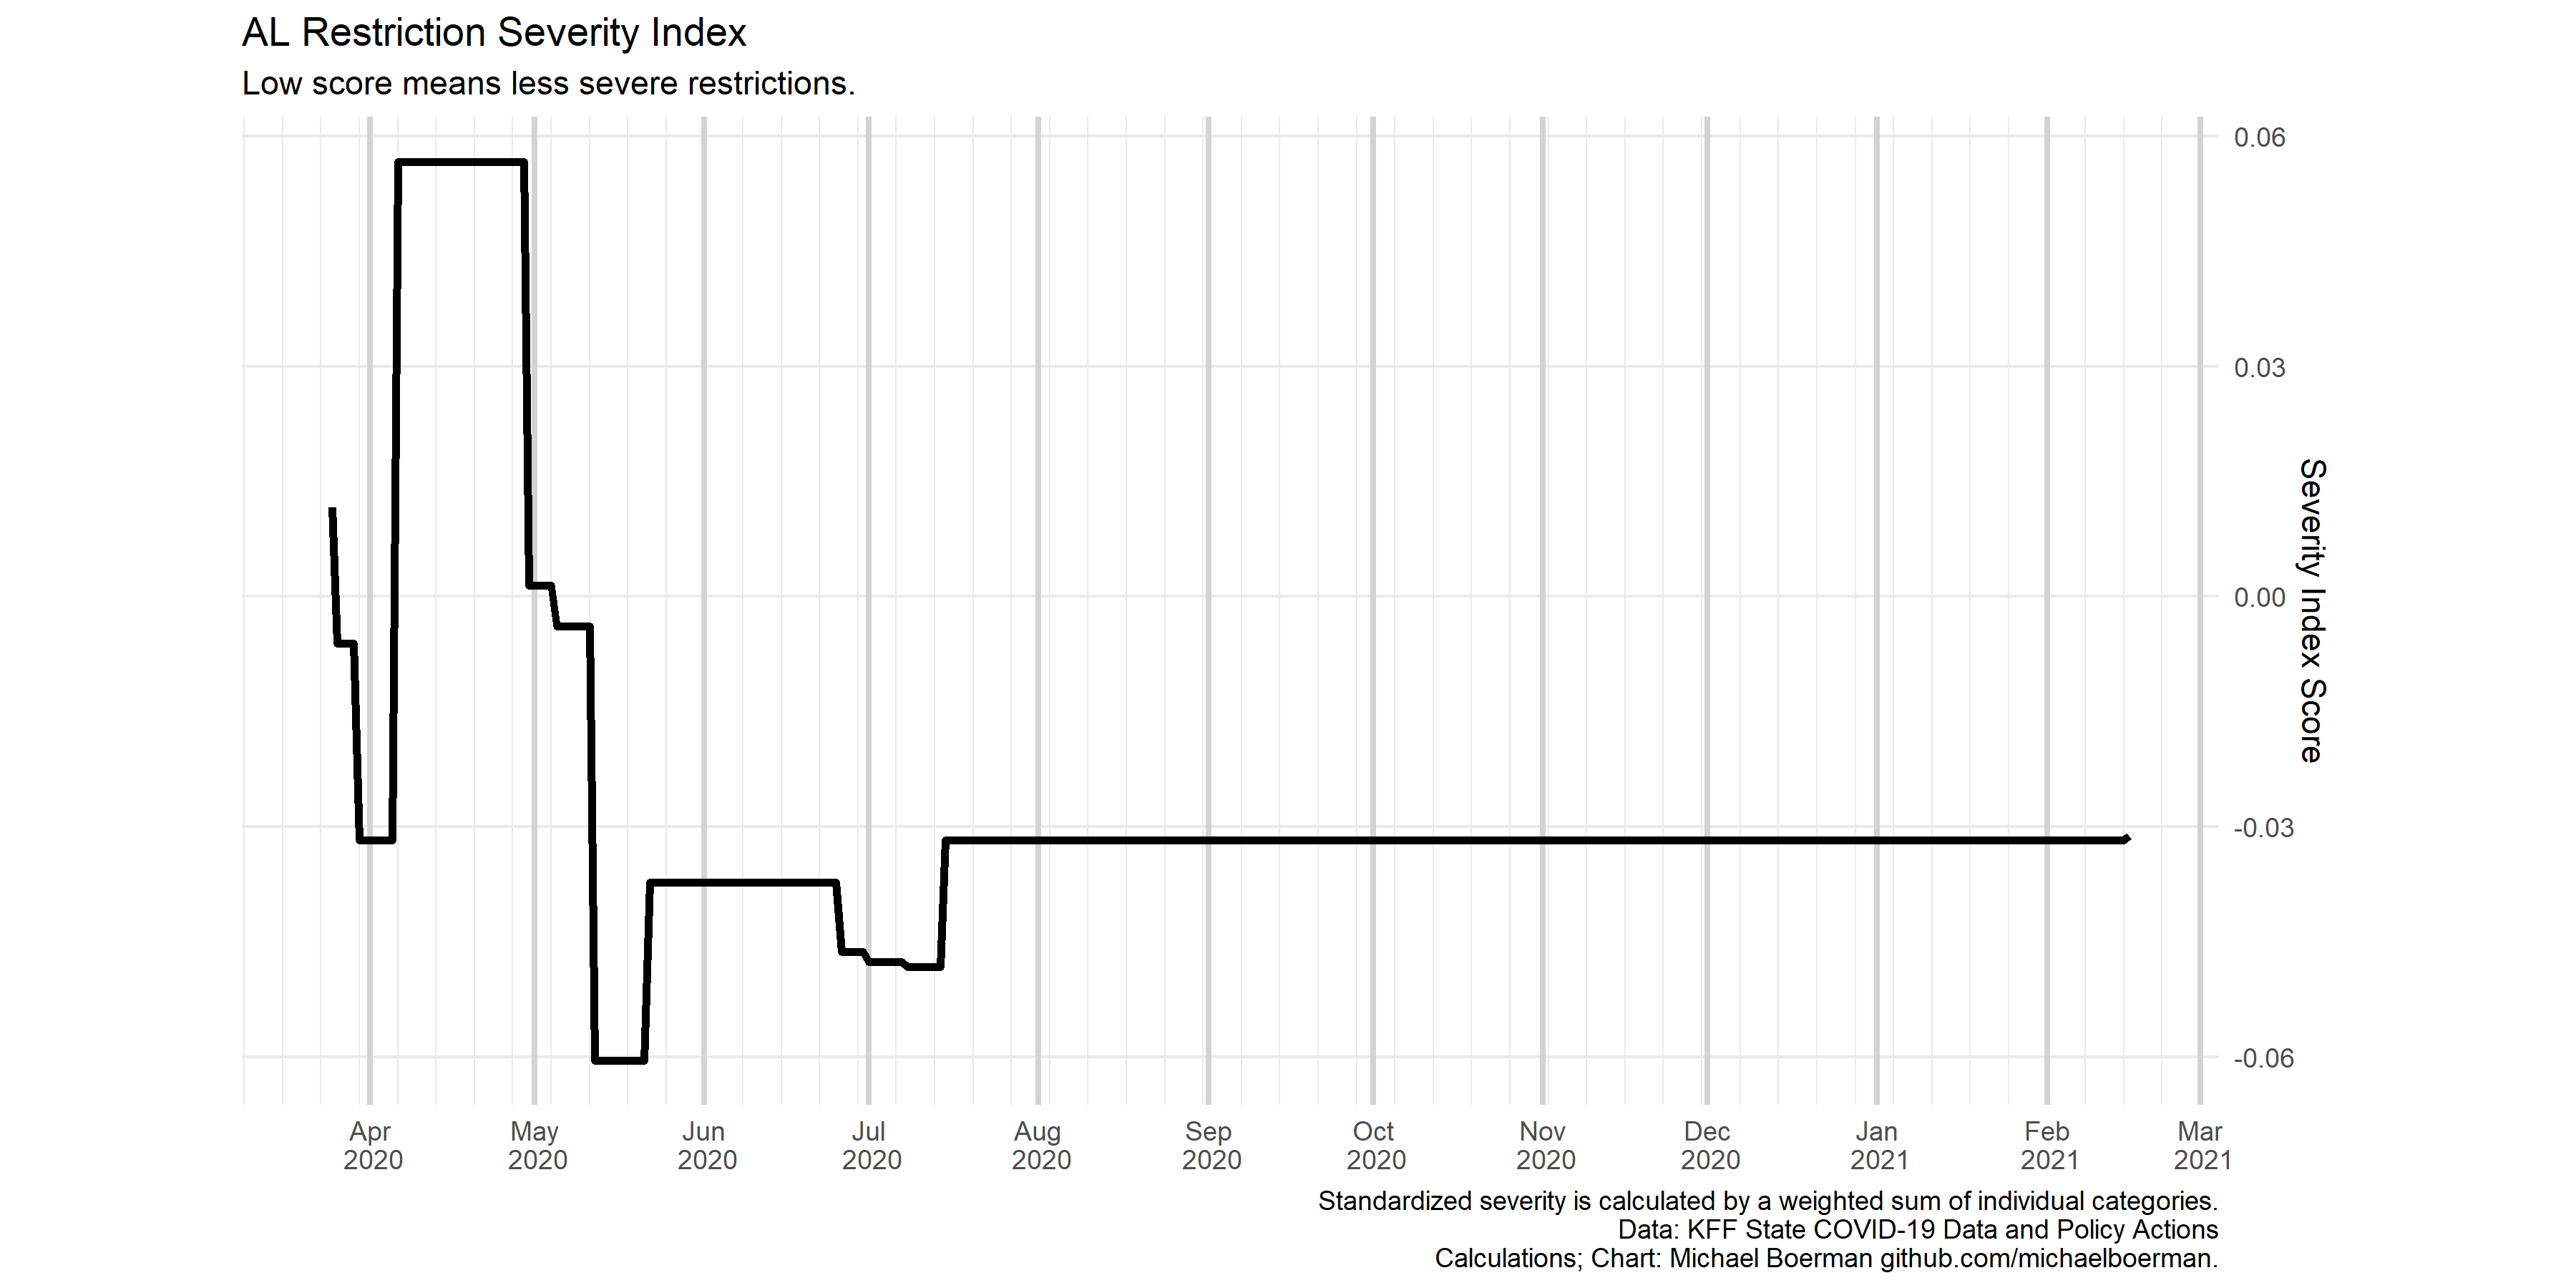 AL Restriction Severity Index
Low score means less severe restrictions.
0.06
0.03
0.00
-0.03
-0.06
Severity Index Score
Apr
2020
May
2020
Jun
2020
Jul
2020
Aug
2020
Sep
2020
Oct
2020
Nov
2020
Dec
2020
Jan
2021
Feb
2021
Mar
2021
Standardized severity is calculated by a weighted sum of individual categories.
Data: KFF State COVID-19 Data and Policy Actions
Calculations; Chart: Michael Boerman github.com/michaelboerman.